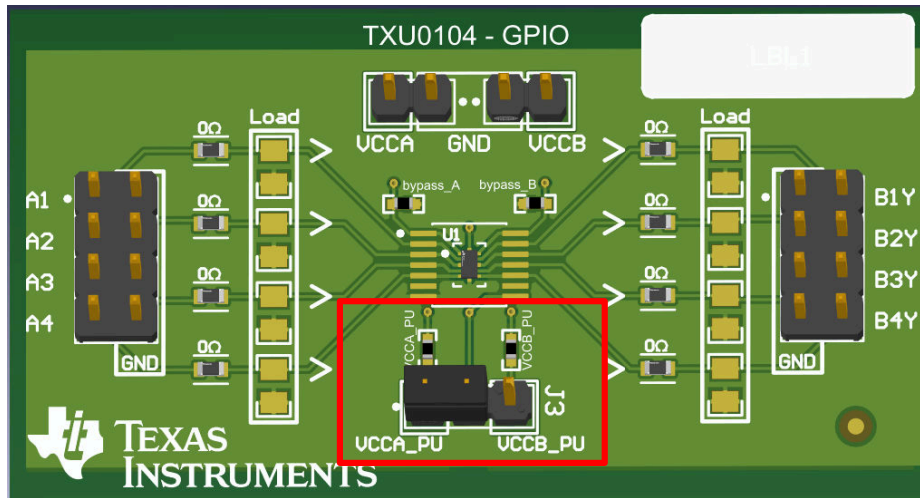 TXU0104 - GPIO
LBL1
VCCA GND VCCB
Load
Load
0Ω
0Ω
bypass_A
bypass_B
A1
B1Y
U1
0Ω
0Ω
A2
B2Y
A3
B3Y
0Ω
0Ω
A4
B4Y
VCCA_PU
VCCB_PU
0Ω
0Ω
GND
GND
J3
VCCA_PU
VCCB_PU
TEXAS
INSTRUMENTS